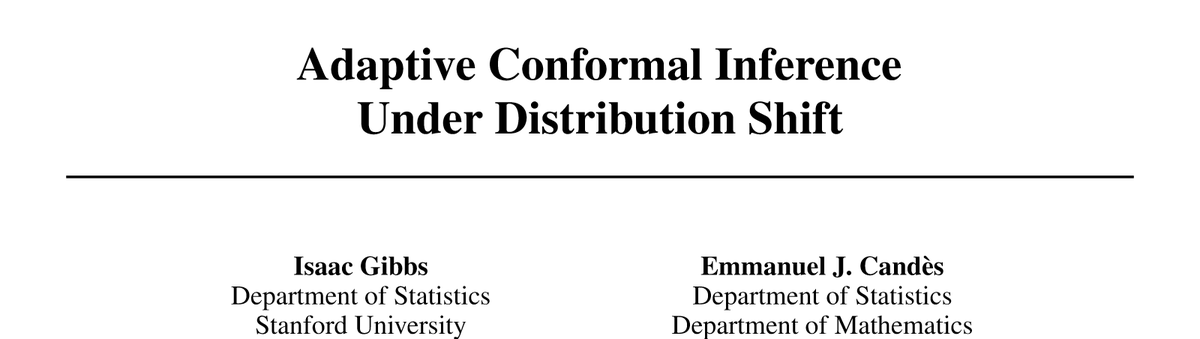 Adaptive Conformal Inference
Under Distribution Shift
Isaac Gibbs
Department of Statistics
Stanford University
Emmanuel J. Candès
Department of Statistics
Department of Mathematics